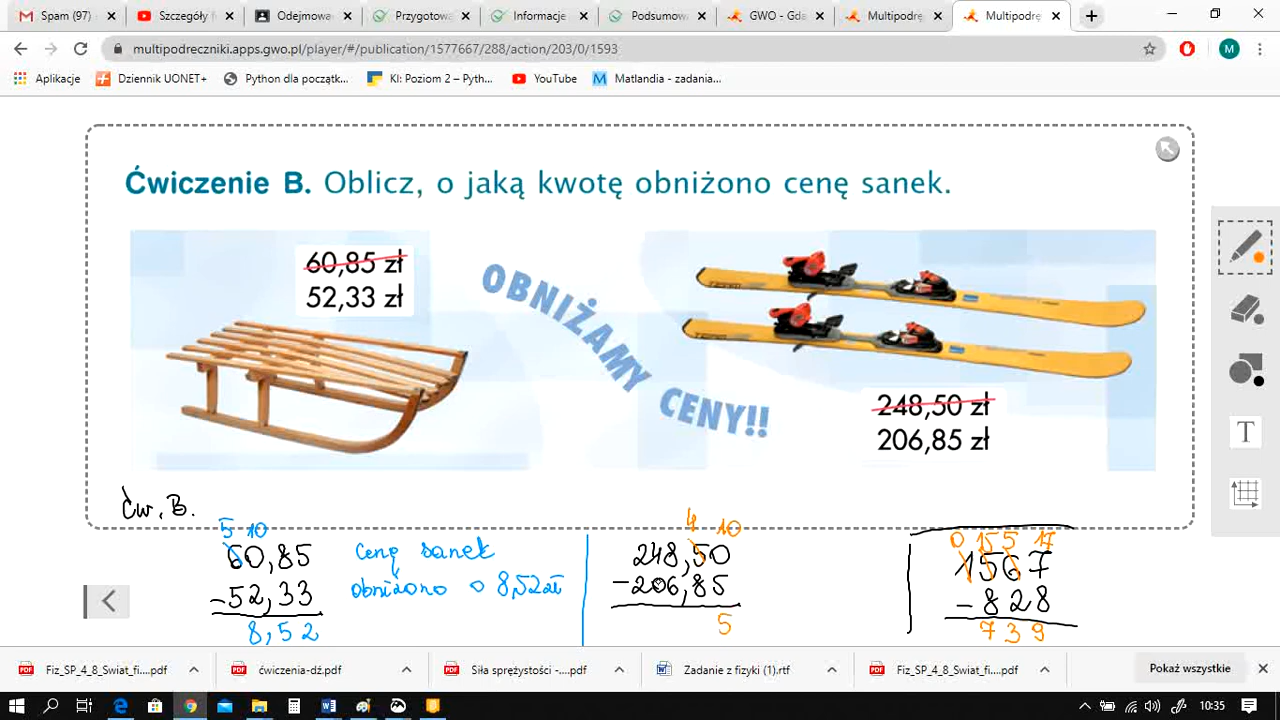 Spam (97)
Szczegóły f
Odejmowa
Przygotowa
Informacje
Podsumow
GWO - Gda
Multipodrę
Multipodrę
multipodreczniki.apps.gwo.pl/player/#/publication/1577667/288/action/203/0/1593
M
Aplikacje
Dziennik UONET+
Python dla początk...
KI: Poziom 2 – Pyth...
YouTube
Matlandia - zadania...
Ćwiczenie B. Oblicz, o jaką kwotę obniżono cenę sanek.
60,85 zł
52,33 zł
OBNIŻAMY CENY!!
248,50 zł
206,85 zł
Ćw. B.
5 10
60,85
-52,33
8,52
Cenę sanek
obniżono o 8,52zł
4 10
248,50
-206,85
5
0 15 5 17
1567
-828
739
T
Fiz_SP_4_8_Swiat_fi....pdf
ćwiczenia-dż.pdf
Siła sprężystości -....pdf
Zadanie z fizyki (1).rtf
Fiz_SP_4_8_Swiat_fi....pdf
Pokaż wszystkie
10:35